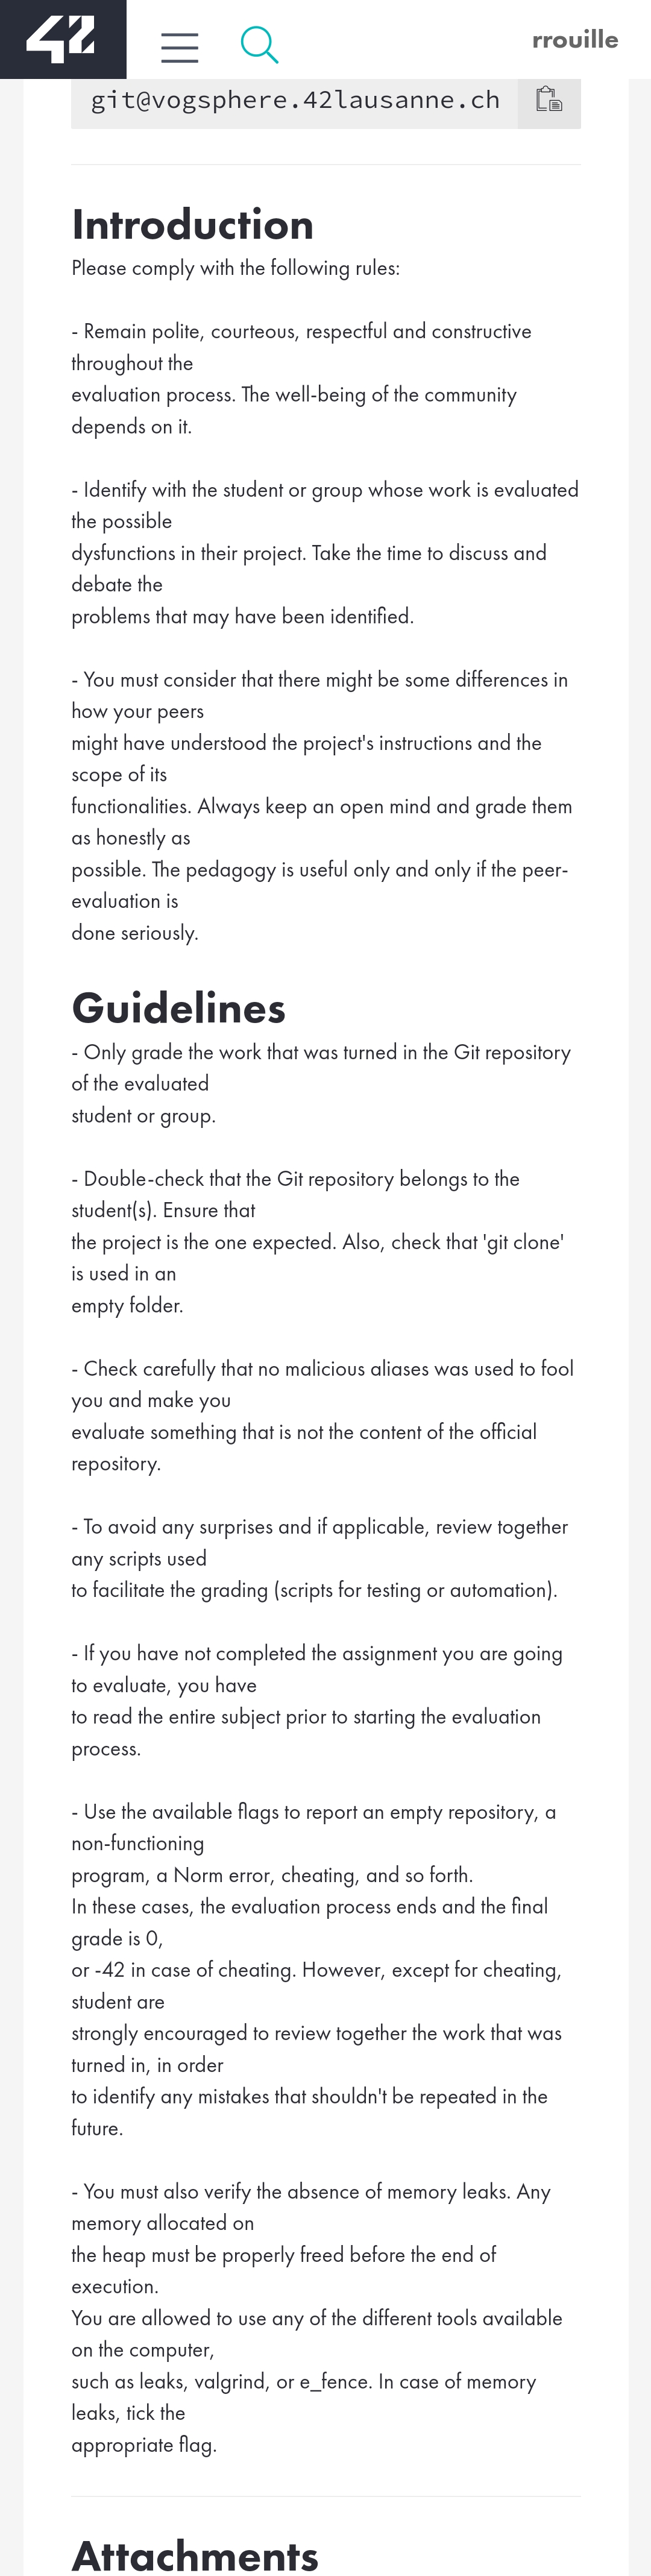 42
rrouille
git@vogsphere.42lausanne.ch
Introduction
Please comply with the following rules:
- Remain polite, courteous, respectful and constructive
throughout the
evaluation process. The well-being of the community
depends on it.
- Identify with the student or group whose work is evaluated
the possible
dysfunctions in their project. Take the time to discuss and
debate the
problems that may have been identified.
- You must consider that there might be some differences in
how your peers
might have understood the project's instructions and the
scope of its
functionalities. Always keep an open mind and grade them
as honestly as
possible. The pedagogy is useful only and only if the peer-
evaluation is
done seriously.
Guidelines
- Only grade the work that was turned in the Git repository
of the evaluated
student or group.
- Double-check that the Git repository belongs to the
student(s). Ensure that
the project is the one expected. Also, check that 'git clone'
is used in an
empty folder.
- Check carefully that no malicious aliases was used to fool
you and make you
evaluate something that is not the content of the official
repository.
- To avoid any surprises and if applicable, review together
any scripts used
to facilitate the grading (scripts for testing or automation).
- If you have not completed the assignment you are going
to evaluate, you have
to read the entire subject prior to starting the evaluation
process.
- Use the available flags to report an empty repository, a
non-functioning
program, a Norm error, cheating, and so forth.
In these cases, the evaluation process ends and the final
grade is 0,
or -42 in case of cheating. However, except for cheating,
student are
strongly encouraged to review together the work that was
turned in, in order
to identify any mistakes that shouldn't be repeated in the
future.
- You must also verify the absence of memory leaks. Any
memory allocated on
the heap must be properly freed before the end of
execution.
You are allowed to use any of the different tools available
on the computer,
such as leaks, valgrind, or e_fence. In case of memory
leaks, tick the
appropriate flag.
Attachments